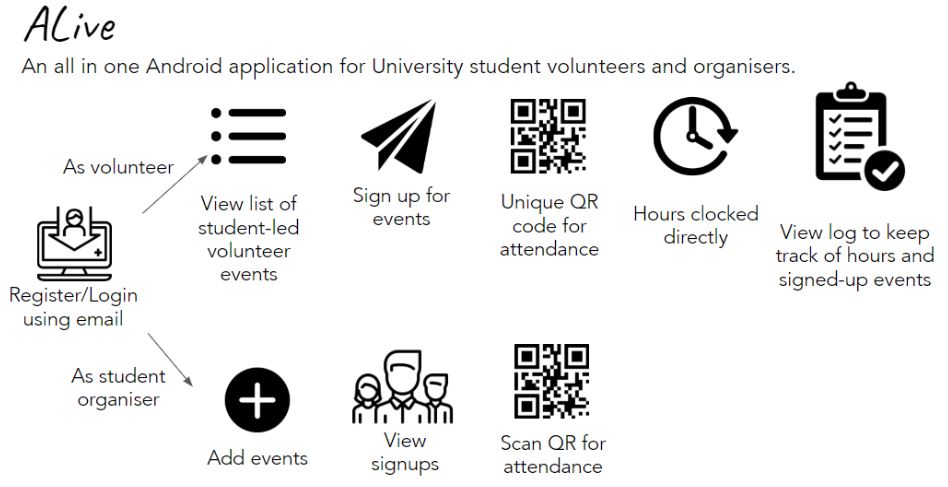 ALive
An all in one Android application for University student volunteers and organisers.
As volunteer
View list of
student-led
volunteer
events
Sign up for
events
Unique QR
code for
attendance
Hours clocked
directly
View log to keep
track of hours and
signed-up events
Register/Login
using email
As student
organiser
Add events
View
signups
Scan QR for
attendance